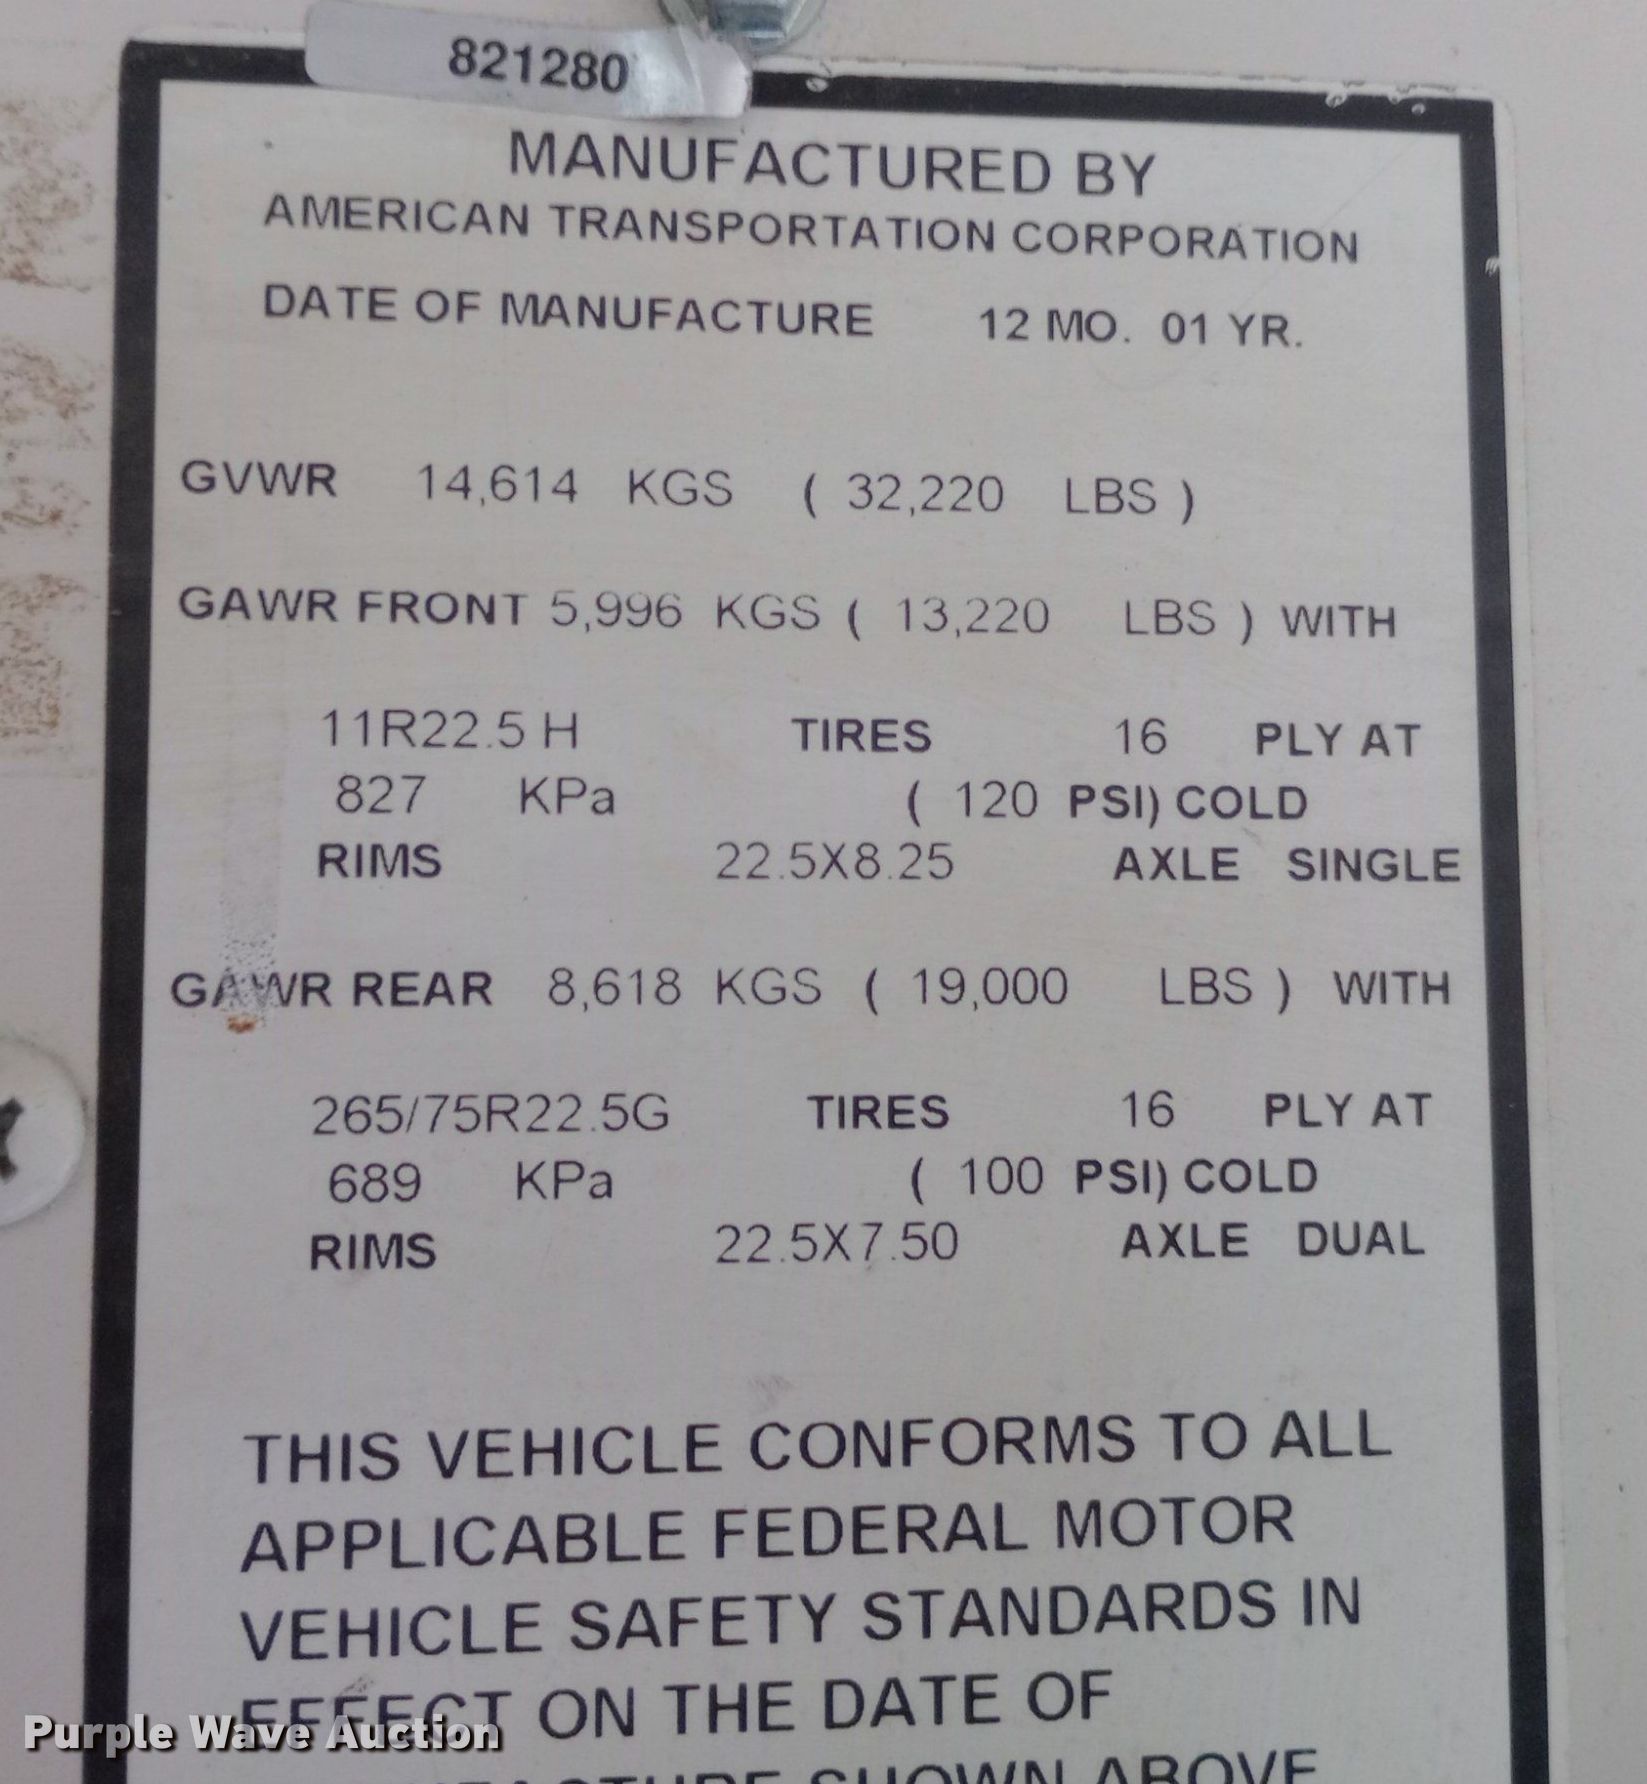 821280
MANUFACTURED BY
AMERICAN TRANSPORTATION CORPORATION
DATE OF MANUFACTURE 12 MO. 01 YR.
GVWR 14,614 KGS ( 32,220 LBS )
GAWR FRONT 5,996 KGS ( 13,220 LBS ) WITH
11R22.5 H TIRES 16 PLY AT
827 KPa ( 120 PSI) COLD
RIMS 22.5X8.25 AXLE SINGLE
GAWR REAR 8,618 KGS ( 19,000 LBS ) WITH
265/75R22.5G TIRES 16 PLY AT
689 KPa ( 100 PSI) COLD
RIMS 22.5X7.50 AXLE DUAL
THIS VEHICLE CONFORMS TO ALL
APPLICABLE FEDERAL MOTOR
VEHICLE SAFETY STANDARDS IN
EFFECT ON THE DATE OF
SHOWN ABOVE
Purple Wave Auction